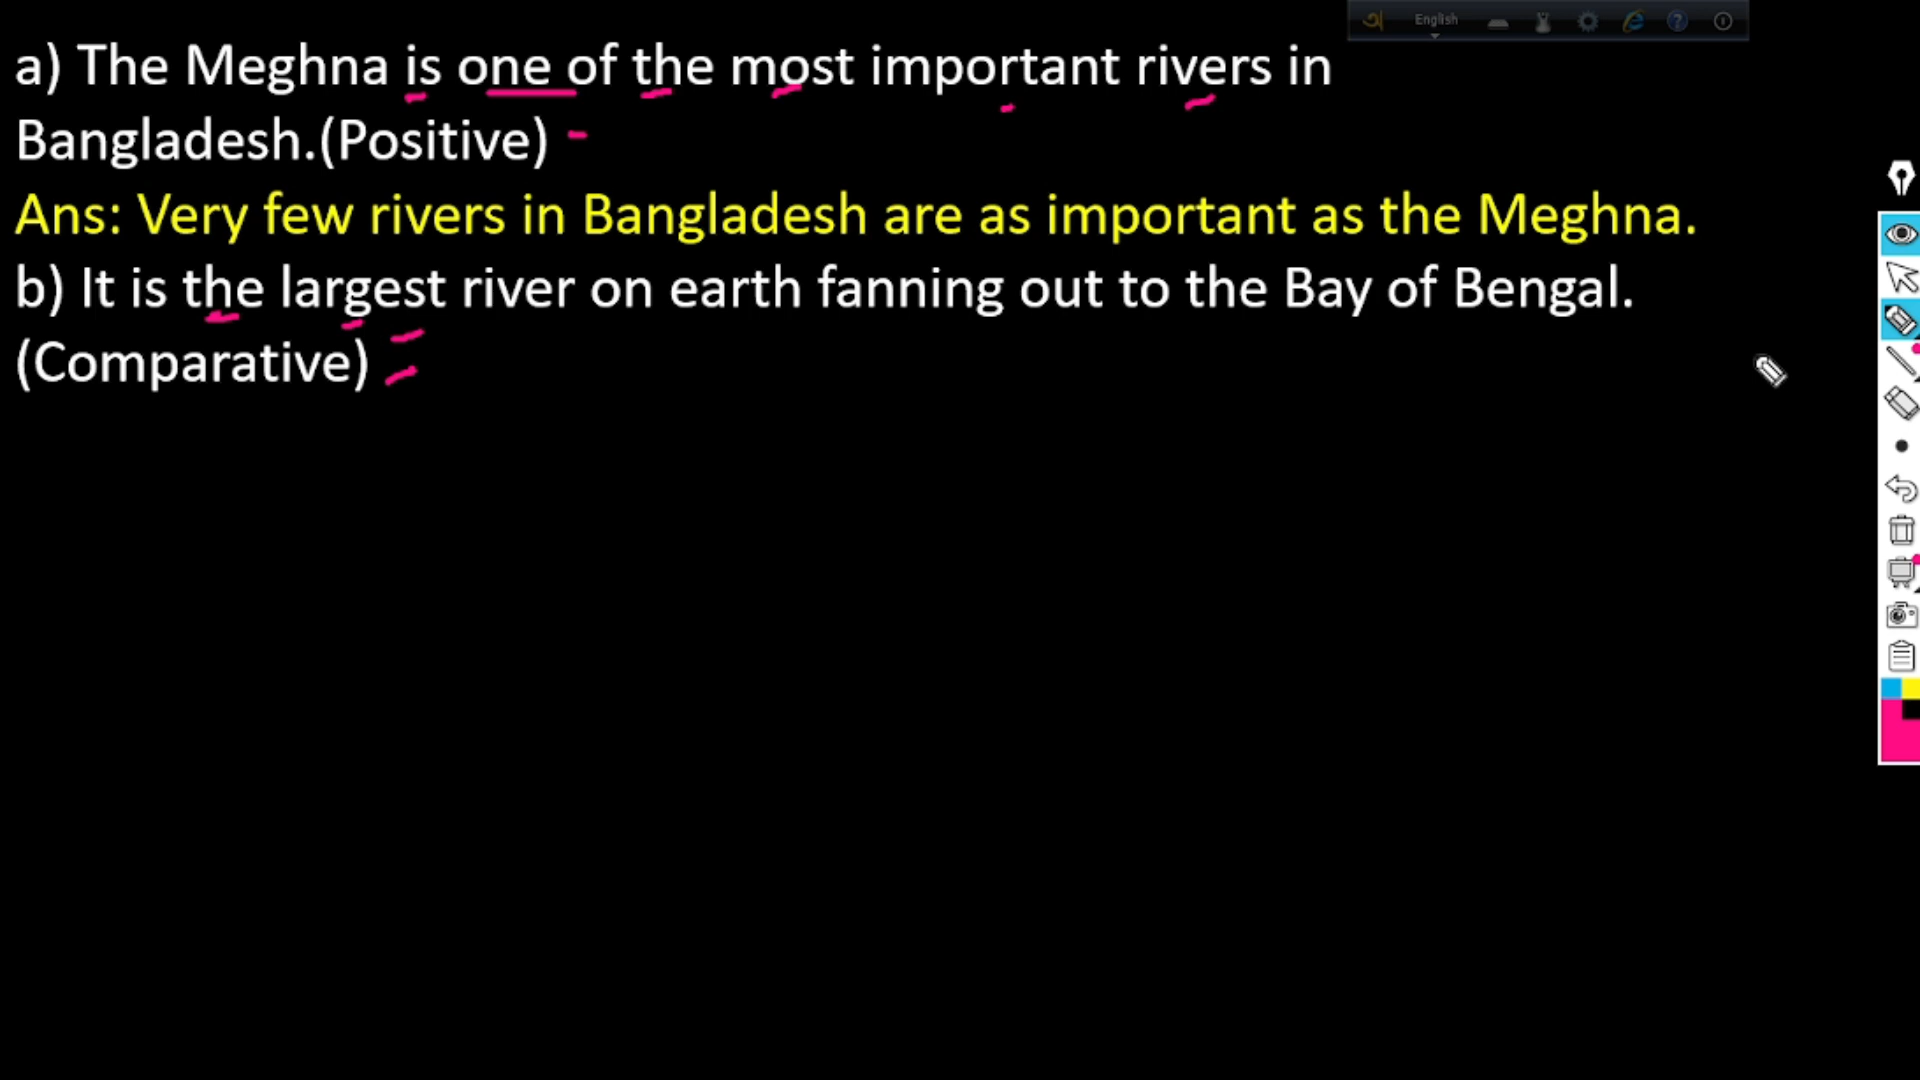 অ English
a) The Meghna is one of the most important rivers in
Bangladesh.(Positive)
Ans: Very few rivers in Bangladesh are as important as the Meghna.
b) It is the largest river on earth fanning out to the Bay of Bengal.
(Comparative)